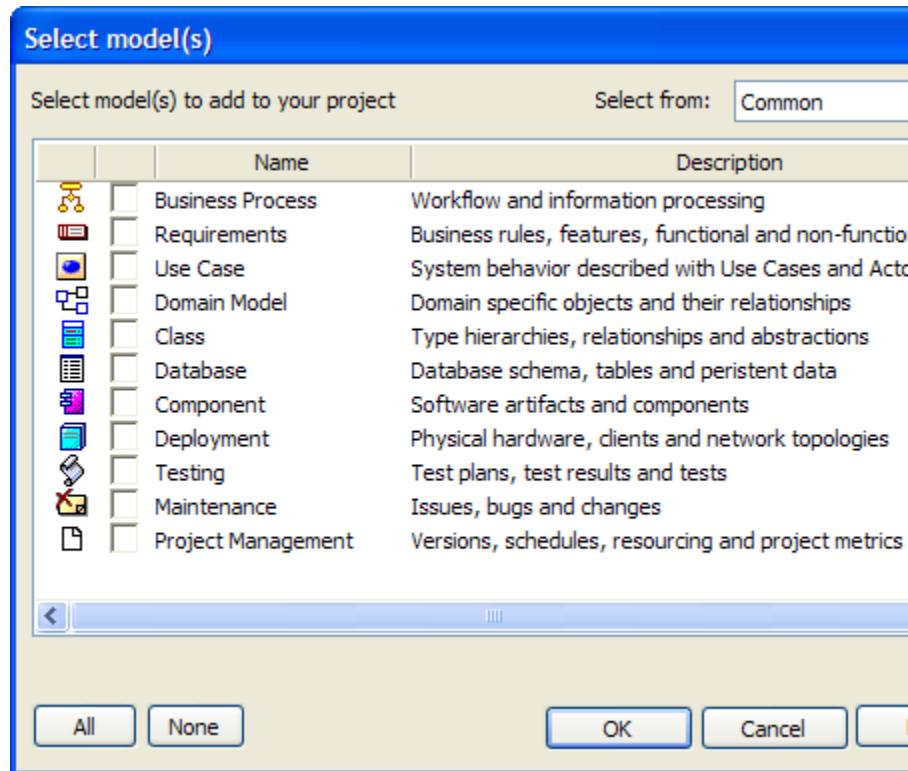 Select model(s)
Select model(s) to add to your project Select from: Common
Name Description
Business Process Workflow and information processing
Requirements Business rules, features, functional and non-functio
Use Case System behavior described with Use Cases and Acto
Domain Model Domain specific objects and their relationships
Class Type hierarchies, relationships and abstractions
Database Database schema, tables and peristent data
Component Software artifacts and components
Deployment Physical hardware, clients and network topologies
Testing Test plans, test results and tests
Maintenance Issues, bugs and changes
Project Management Versions, schedules, resourcing and project metrics
All None OK Cancel